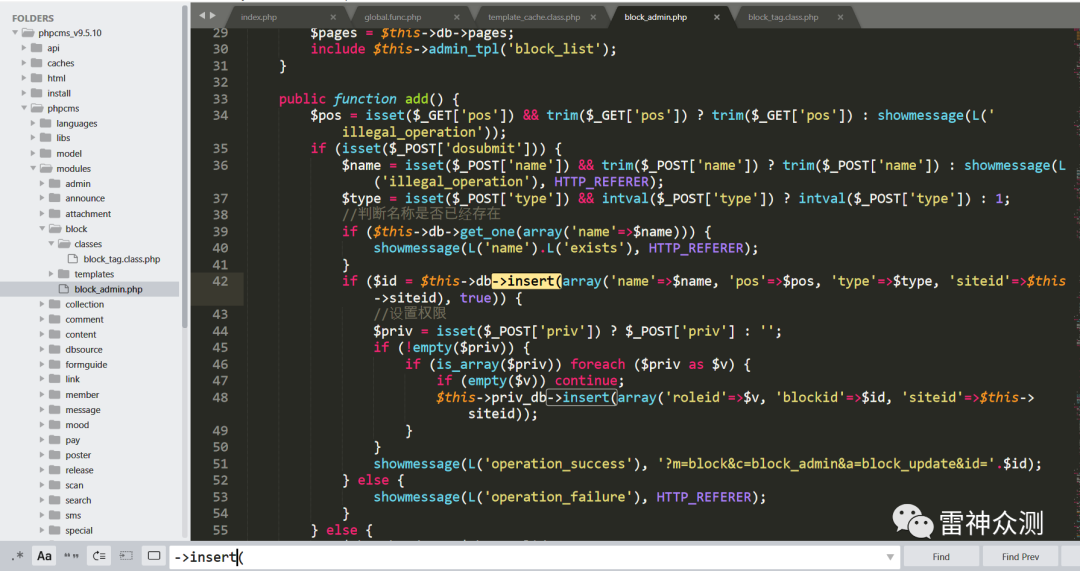 FOLDERS
phpcms_v9.5.10
api
caches
html
install
phpcms
languages
libs
model
modules
admin
announce
attachment
block
classes
block_tag.class.php
templates
block_admin.php
collection
comment
content
dbsource
formguide
link
member
message
mood
pay
poster
release
scan
search
sms
special
index.php
global.func.php
template_cache.class.php
block_admin.php
block_tag.class.php
29 $pages = $this->db->pages;
30 include $this->admin_tpl('block_list');
31 }
32
33 public function add() {
34 $pos = isset($_GET['pos']) && trim($_GET['pos']) ? trim($_GET['pos']) : showmessage(L('
illegal_operation'));
35 if (isset($_POST['dosubmit'])) {
36 $name = isset($_POST['name']) && trim($_POST['name']) ? trim($_POST['name']) : showmessage(L
('illegal_operation'), HTTP_REFERER);
37 $type = isset($_POST['type']) && intval($_POST['type']) ? intval($_POST['type']) : 1;
38 //判断名称是否已经存在
39 if ($this->db->get_one(array('name'=>$name))) {
40 showmessage(L('name').L('exists'), HTTP_REFERER);
41 }
42 if ($id = $this->db->insert(array('name'=>$name, 'pos'=>$pos, 'type'=>$type, 'siteid'=>$this
->siteid), true)) {
43 //设置权限
44 $priv = isset($_POST['priv']) ? $_POST['priv'] : '';
45 if (!empty($priv)) {
46 if (is_array($priv)) foreach ($priv as $v) {
47 if (empty($v)) continue;
48 $this->priv_db->insert(array('roleid'=>$v, 'blockid'=>$id, 'siteid'=>$this->
siteid));
49 }
50 }
51 showmessage(L('operation_success'), '?m=block&c=block_admin&a=block_update&id='.$id);
52 } else {
53 showmessage(L('operation_failure'), HTTP_REFERER);
54 }
55 } else {
雷神众测
.* Aa “” ->insert( Find Find Prev